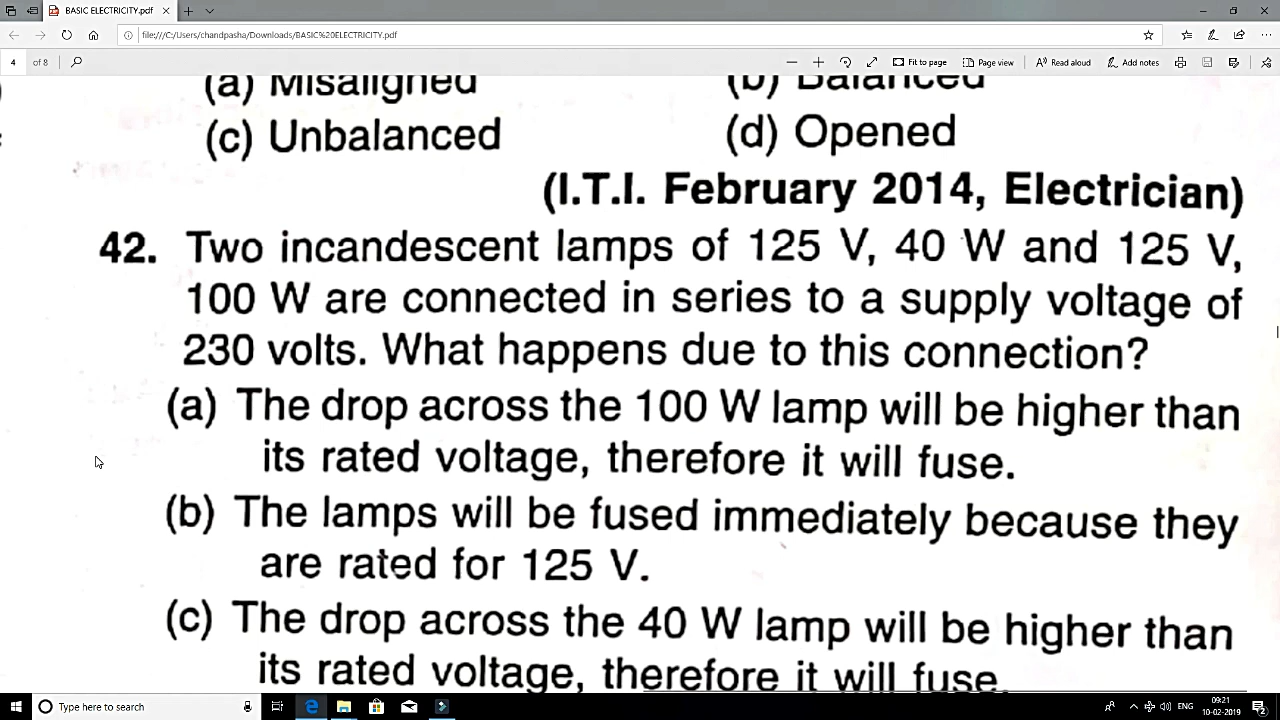 BASIC ELECTRICITY.pdf
file:///C:/Users/chandpasha/Downloads/BASIC%20ELECTRICITY.pdf
4 of 8
Fit to page
Page view
Read aloud
Add notes
(a) Misaligned (b) Balanced
(c) Unbalanced (d) Opened
(I.T.I. February 2014, Electrician)
42. Two incandescent lamps of 125 V, 40 W and 125 V,
100 W are connected in series to a supply voltage of
230 volts. What happens due to this connection?
(a) The drop across the 100 W lamp will be higher than
its rated voltage, therefore it will fuse.
(b) The lamps will be fused immediately because they
are rated for 125 V.
(c) The drop across the 40 W lamp will be higher than
its rated voltage, therefore it will fuse.
Type here to search
ENG
09:21
10-02-2019
2